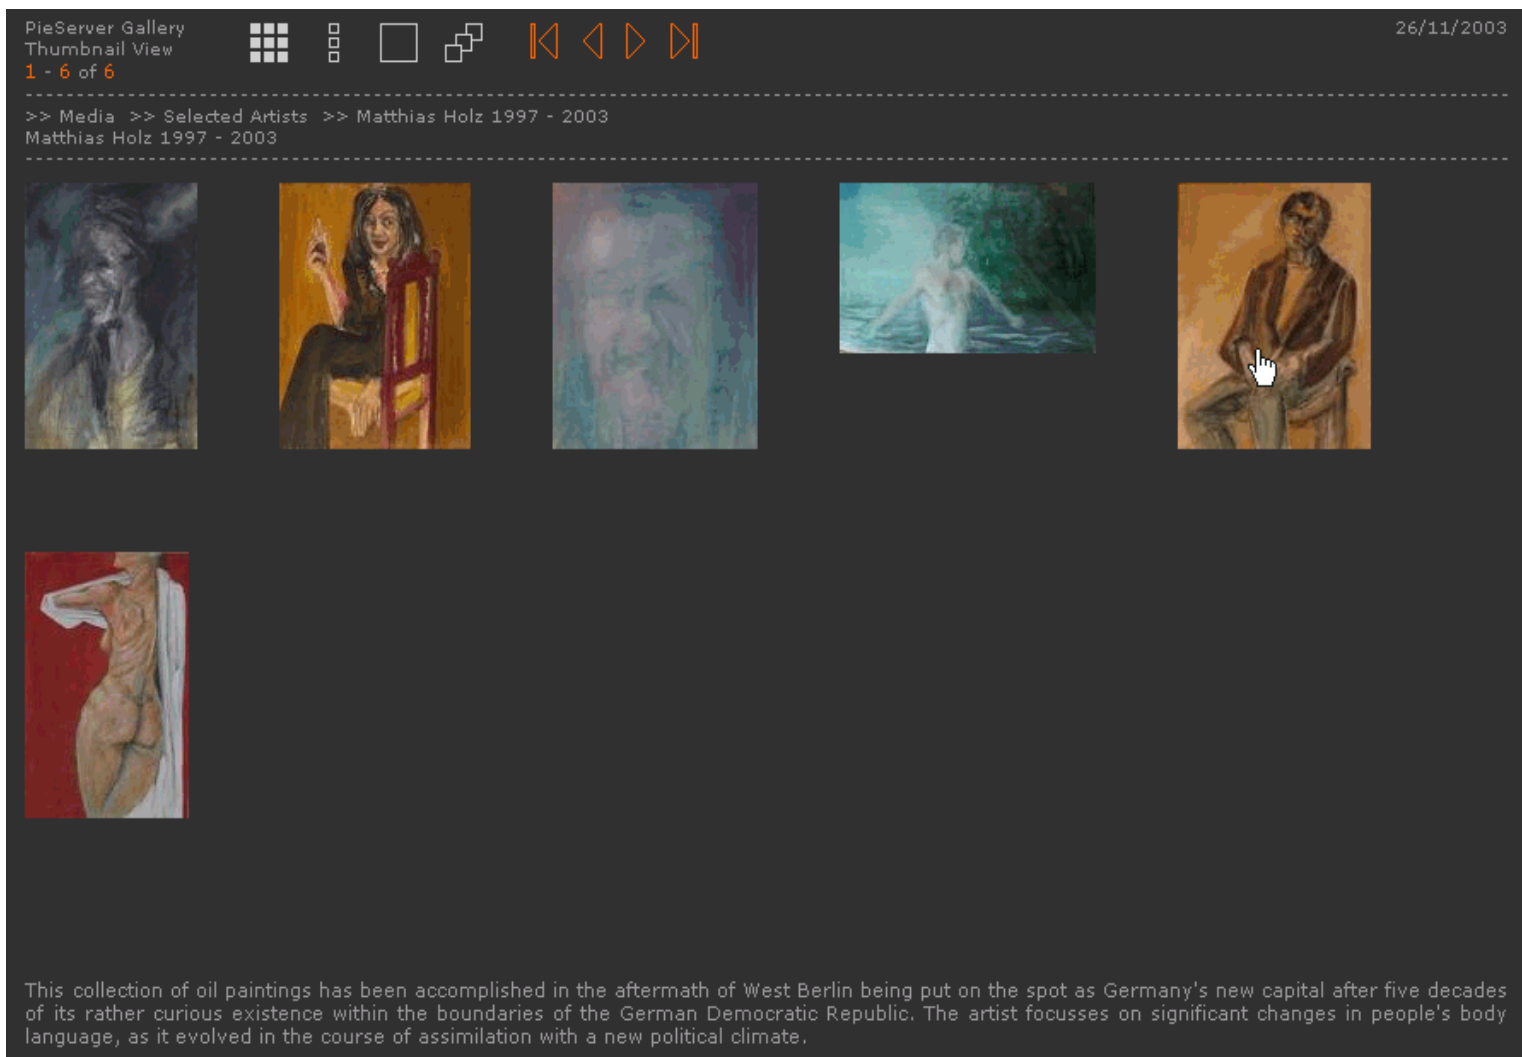 PieServer Gallery
Thumbnail View
1 - 6 of 6
26/11/2003
>> Media >> Selected Artists >> Matthias Holz 1997 - 2003
Matthias Holz 1997 - 2003
This collection of oil paintings has been accomplished in the aftermath of West Berlin being put on the spot as Germany's new capital after five decades
of its rather curious existence within the boundaries of the German Democratic Republic. The artist focusses on significant changes in people's body
language, as it evolved in the course of assimilation with a new political climate.